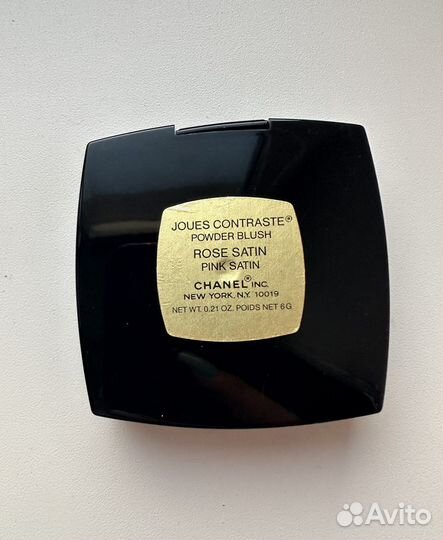 JOUES CONTRASTE®
POWDER BLUSH
ROSE SATIN
PINK SATIN
CHANEL® INC.
NEW YORK, N.Y. 10019
NET WT. 0.21 OZ. POIDS NET 6G
Avito